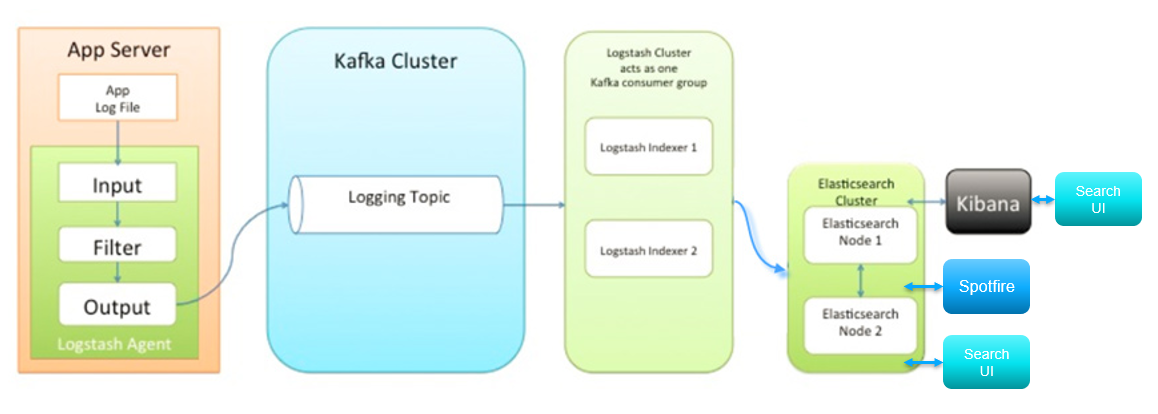 App Server
App
Log File
Input
Filter
Output
Logstash Agent
Kafka Cluster
Logging Topic
Logstash Cluster
acts as one
Kafka consumer group
Logstash Indexer 1
Logstash Indexer 2
Elasticsearch
Cluster
Elasticsearch
Node 1
Elasticsearch
Node 2
Kibana
Search
UI
Spotfire
Search
UI